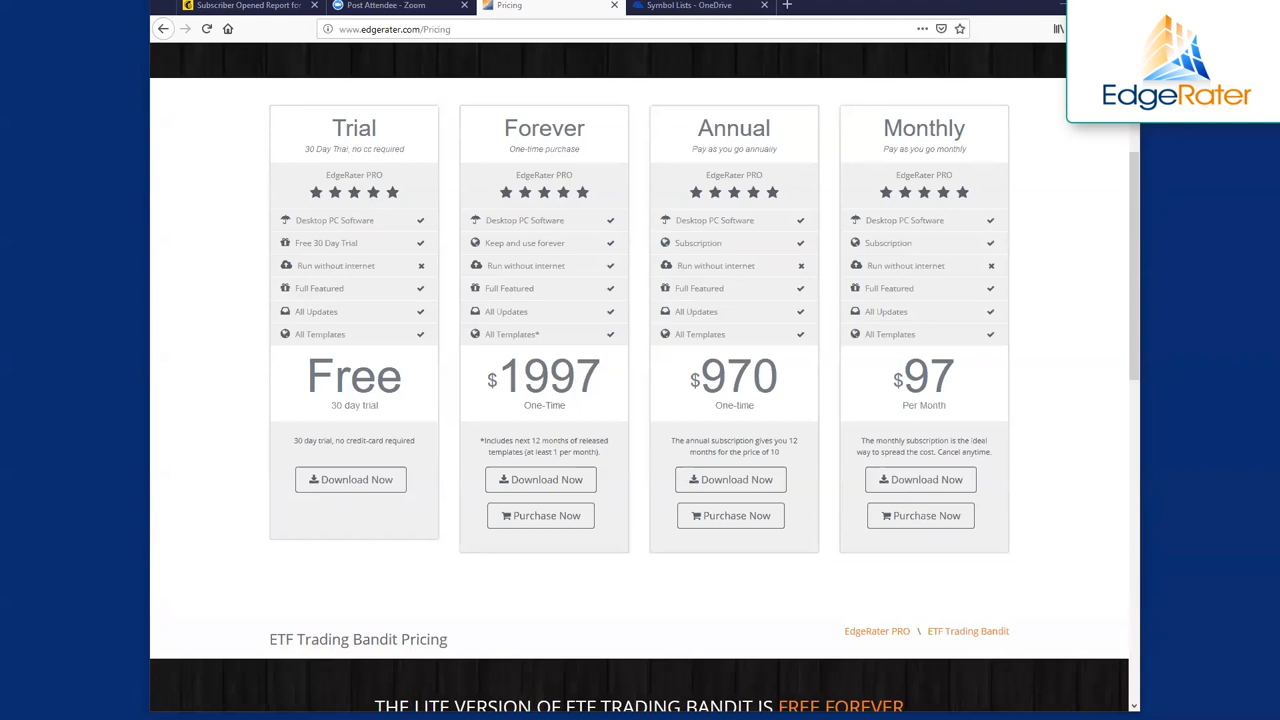 Subscriber Opened Report for
Post Attendee - Zoom
Pricing
Symbol Lists - OneDrive
www.edgerater.com/Pricing
EdgeRater
Trial
30 Day Trial, no cc required
EdgeRater PRO
Desktop PC Software
Free 30 Day Trial
Run without internet
Full Featured
All Updates
All Templates
Free
30 day trial
30 day trial, no credit-card required
Download Now
Forever
One-time purchase
EdgeRater PRO
Desktop PC Software
Keep and use forever
Run without internet
Full Featured
All Updates
All Templates*
$1997
One-Time
*Includes next 12 months of released
templates (at least 1 per month).
Download Now
Purchase Now
Annual
Pay as you go annually
EdgeRater PRO
Desktop PC Software
Subscription
Run without internet
Full Featured
All Updates
All Templates
$970
One-time
The annual subscription gives you 12
months for the price of 10
Download Now
Purchase Now
Monthly
Pay as you go monthly
EdgeRater PRO
Desktop PC Software
Subscription
Run without internet
Full Featured
All Updates
All Templates
$97
Per Month
The monthly subscription is the ideal
way to spread the cost. Cancel anytime.
Download Now
Purchase Now
ETF Trading Bandit Pricing
EdgeRater PRO \ ETF Trading Bandit
THE LITE VERSION OF ETF TRADING BANDIT IS FREE FOREVER